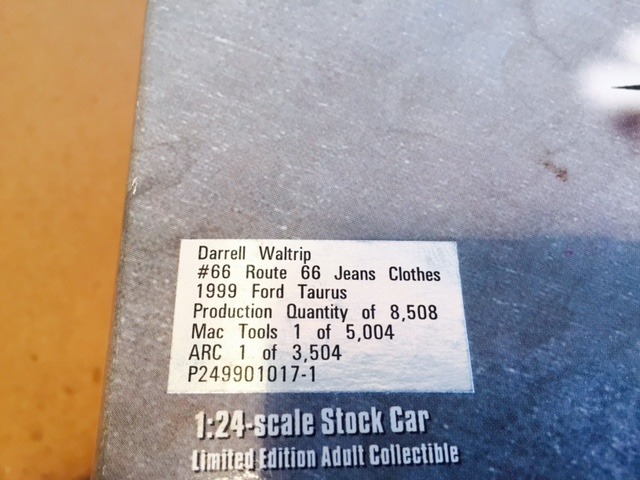 Darrell Waltrip
#66 Route 66 Jeans Clothes
1999 Ford Taurus
Production Quantity of 8,508
Mac Tools 1 of 5,004
ARC 1 of 3,504
P249901017-1
1:24-scale Stock Car
Limited Edition Adult Collectible